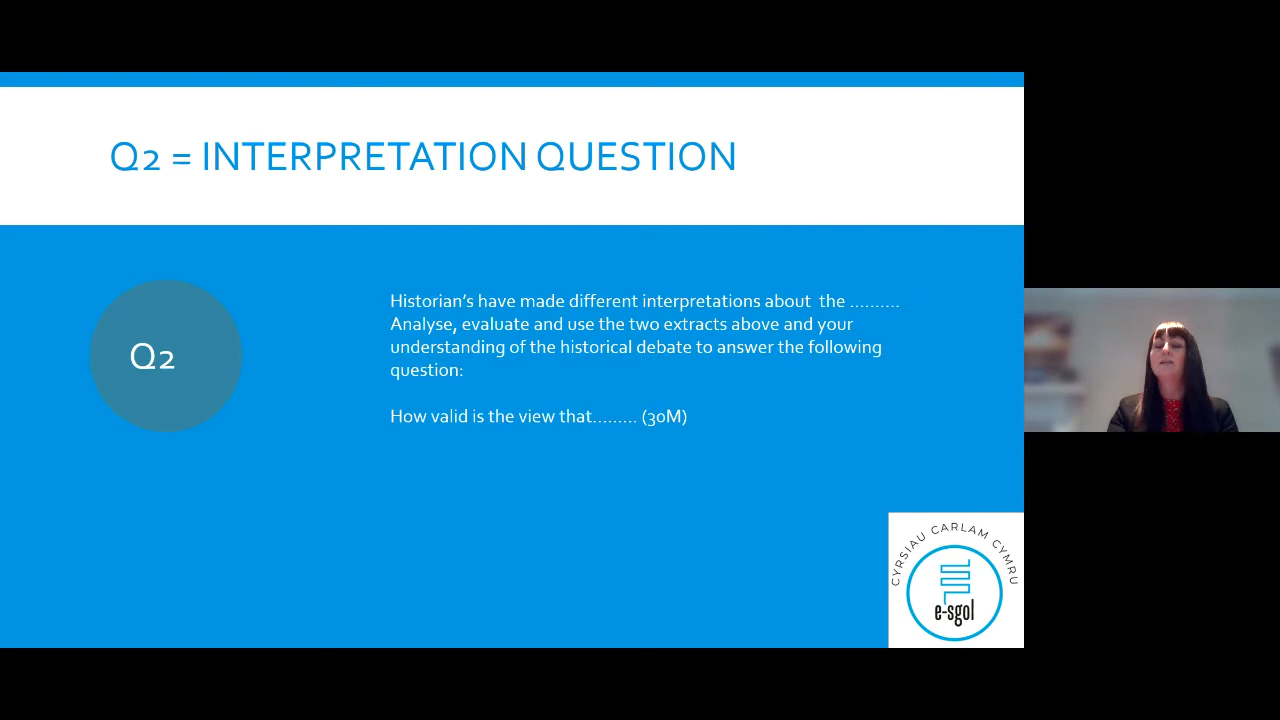 Q2 = INTERPRETATION QUESTION
Q2
Historian's have made different interpretations about  the ..........
Analyse, evaluate and use the two extracts above and your
understanding of the historical debate to answer the following
question:
How valid is the view that......... (30M)
CYRSIAU CARLAM CYMRU
e-sgol